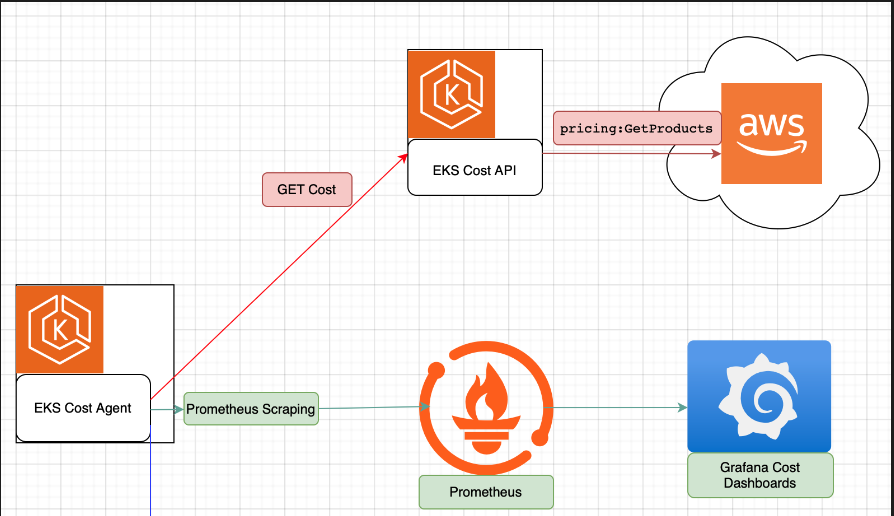 K
EKS Cost API
pricing:GetProducts
aws
GET Cost
K
EKS Cost Agent
Prometheus Scraping
Prometheus
Grafana Cost
Dashboards